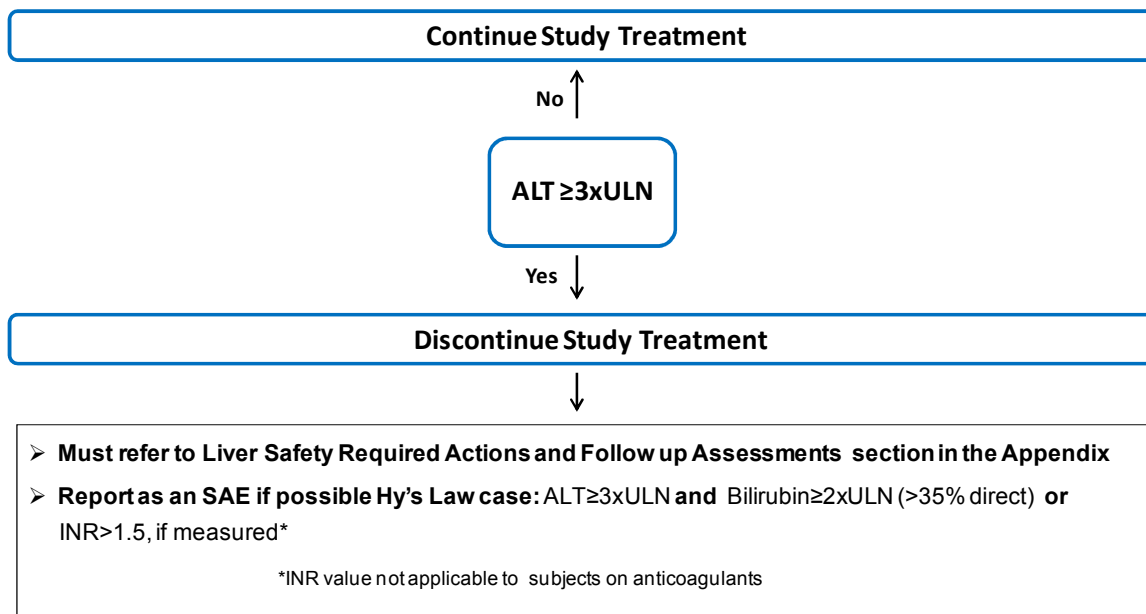 Continue Study Treatment
No
ALT ≥3xULN
Yes
Discontinue Study Treatment
➢ Must refer to Liver Safety Required Actions and Follow up Assessments section in the Appendix
➢ Report as an SAE if possible Hy's Law case: ALT≥3xULN and Bilirubin≥2xULN (>35% direct) or
INR>1.5, if measured*
*INR value not applicable to subjects on anticoagulants